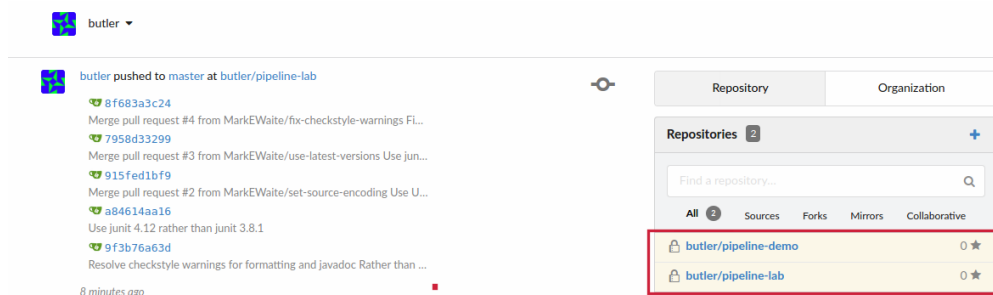 butler
butler pushed to master at butler/pipeline-lab
8f683a3c24
Merge pull request #4 from MarkEWaite/fix-checkstyle-warnings Fi...
7958d33299
Merge pull request #3 from MarkEWaite/use-latest-versions Use jun...
915fed1bf9
Merge pull request #2 from MarkEWaite/set-source-encoding Use U...
a84614aa16
Use junit 4.12 rather than junit 3.8.1
9f3b76a63d
Resolve checkstyle warnings for formatting and javadoc Rather than ...
8 minutes ago
Repository Organization
Repositories 2
Find a repository...
All 2 Sources Forks Mirrors Collaborative
butler/pipeline-demo 0
butler/pipeline-lab 0